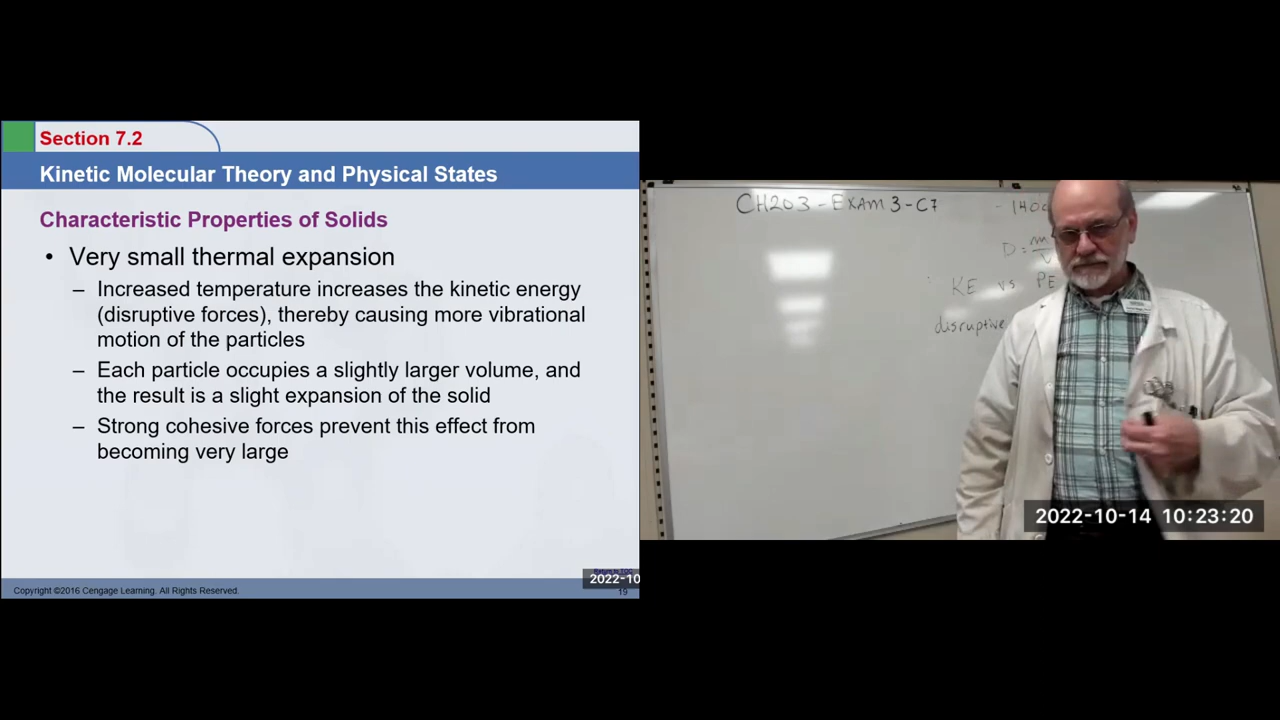 Section 7.2
Kinetic Molecular Theory and Physical States
Characteristic Properties of Solids
• Very small thermal expansion
– Increased temperature increases the kinetic energy
(disruptive forces), thereby causing more vibrational
motion of the particles
– Each particle occupies a slightly larger volume, and
the result is a slight expansion of the solid
– Strong cohesive forces prevent this effect from
becoming very large
Copyright ©2016 Cengage Learning. All Rights Reserved.
2022-10
19
CH203-EXAM 3-C7
D = m
KE vs PE
disruptive
2022-10-14 10:23:20